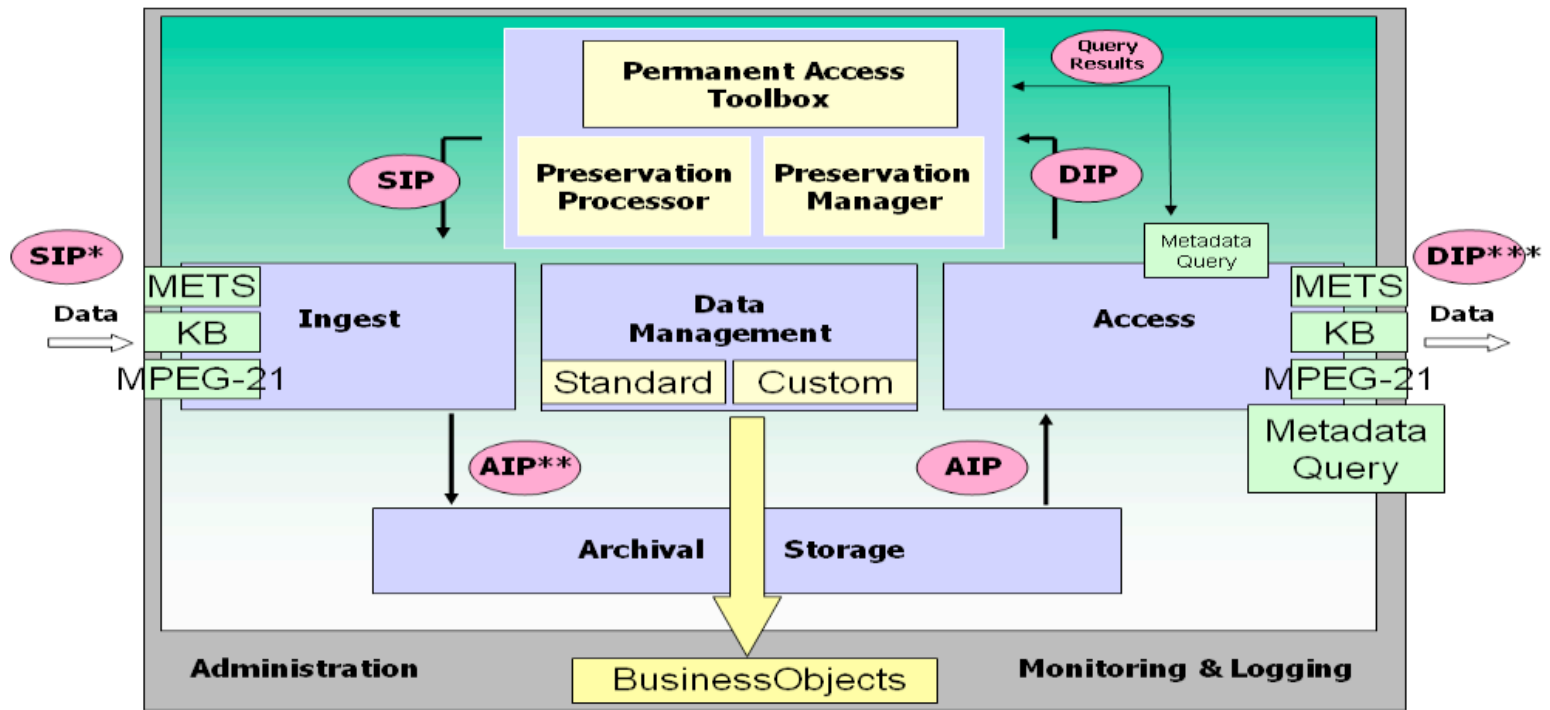 Query
Results
Permanent Access
Toolbox
SIP
Preservation
Processor
Preservation
Manager
DIP
Metadata
Query
SIP*
DIP***
METS
KB
MPEG-21
Data
Ingest
Data
Management
Standard
Custom
Access
METS
KB
MPEG-21
Data
Metadata
Query
AIP**
AIP
Archival Storage
Administration
BusinessObjects
Monitoring & Logging